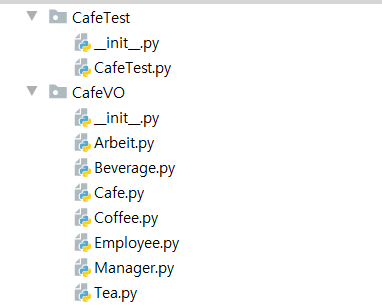 CafeTest
__init__.py
CafeTest.py
CafeVO
__init__.py
Arbeit.py
Beverage.py
Cafe.py
Coffee.py
Employee.py
Manager.py
Tea.py